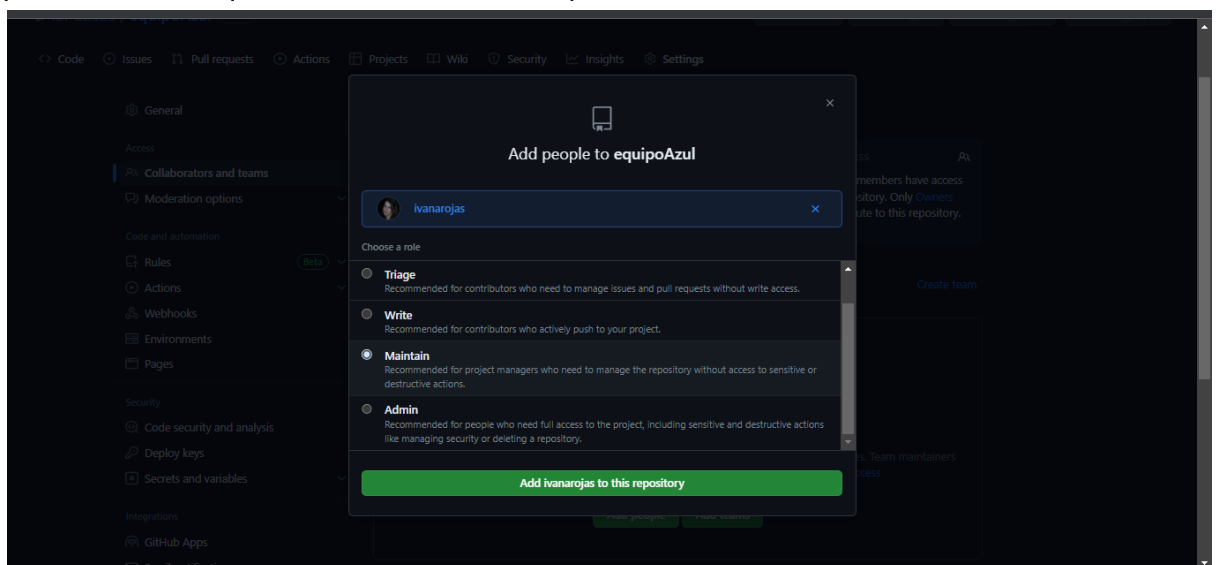 Code Issues Pull requests Actions Projects Wiki Security Insights Settings
General
Access
Collaborators and teams
Moderation options
Code and automation
Rules Beta
Actions
Webhooks
Environments
Pages
Security
Code security and analysis
Deploy keys
Secrets and variables
Integrations
GitHub Apps
Add people to equipoAzul
ivanarojas
Choose a role
Triage
Recommended for contributors who need to manage issues and pull requests without write access.
Write
Recommended for contributors who actively push to your project.
Maintain
Recommended for project managers who need to manage the repository without access to sensitive or
destructive actions.
Admin
Recommended for people who need full access to the project, including sensitive and destructive actions
like managing security or deleting a repository.
Add ivanarojas to this repository
members have access
Only Owners
ute to this repository.
Create team
Team maintainers
Add people Add teams